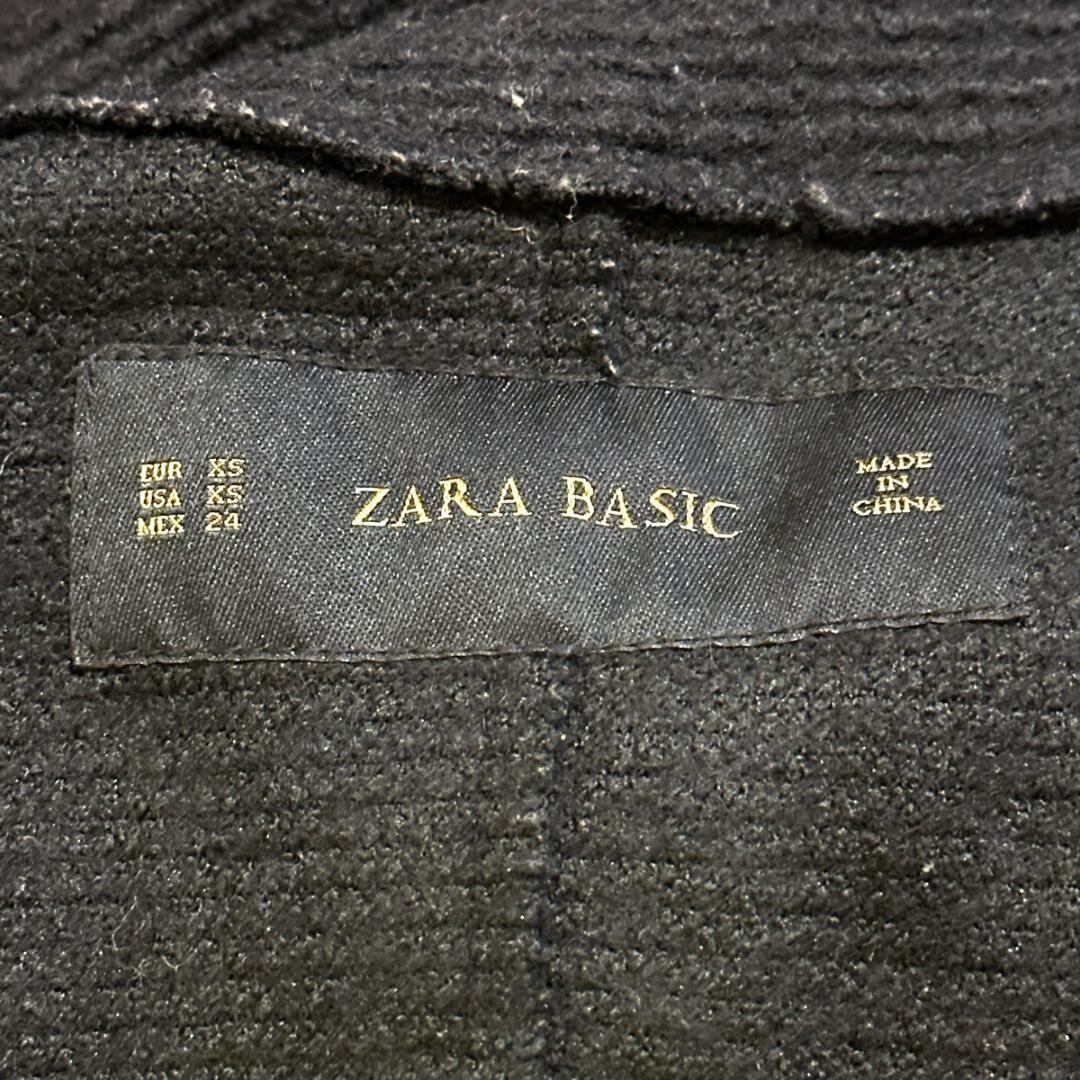 EUR XS
USA XS
MEX 24
ZARA BASIC
MADE
IN
CHINA